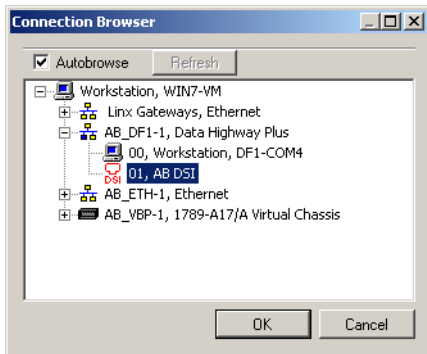 Connection Browser
Autobrowse Refresh
Workstation, WIN7-VM
Linx Gateways, Ethernet
AB_DF1-1, Data Highway Plus
00, Workstation, DF1-COM4
DSI 01, AB DSI
AB_ETH-1, Ethernet
AB_VBP-1, 1789-A17/A Virtual Chassis
OK Cancel